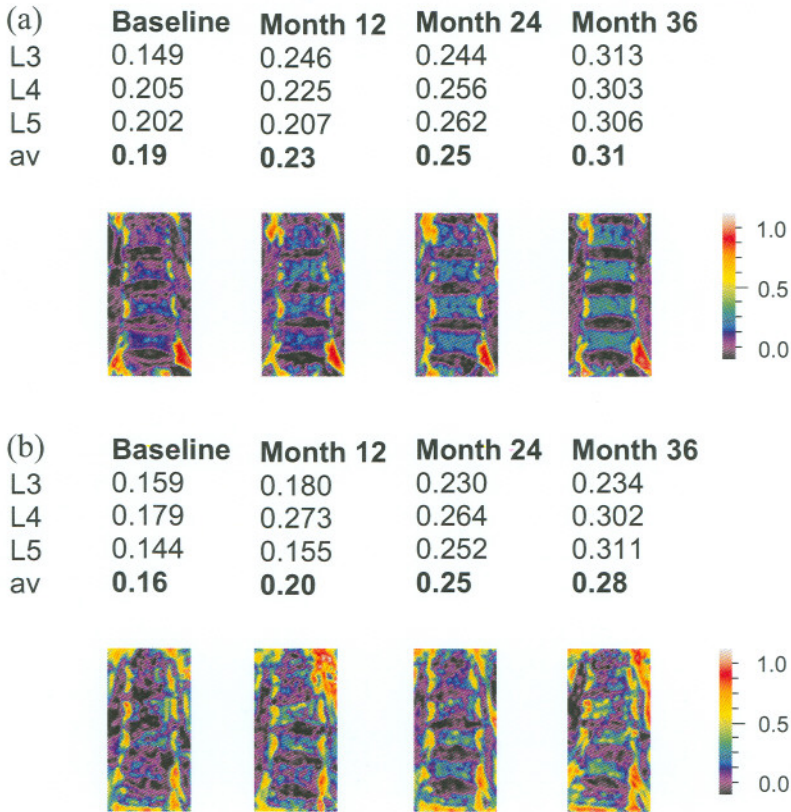 (a) Baseline Month 12 Month 24 Month 36
L3 0.149 0.246 0.244 0.313
L4 0.205 0.225 0.256 0.303
L5 0.202 0.207 0.262 0.306
av 0.19 0.23 0.25 0.31
1.0
0.5
0.0
(b) Baseline Month 12 Month 24 Month 36
L3 0.159 0.180 0.230 0.234
L4 0.179 0.273 0.264 0.302
L5 0.144 0.155 0.252 0.311
av 0.16 0.20 0.25 0.28
1.0
0.5
0.0